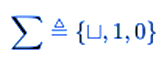 ∑ ≜ {⊔, 1, 0}